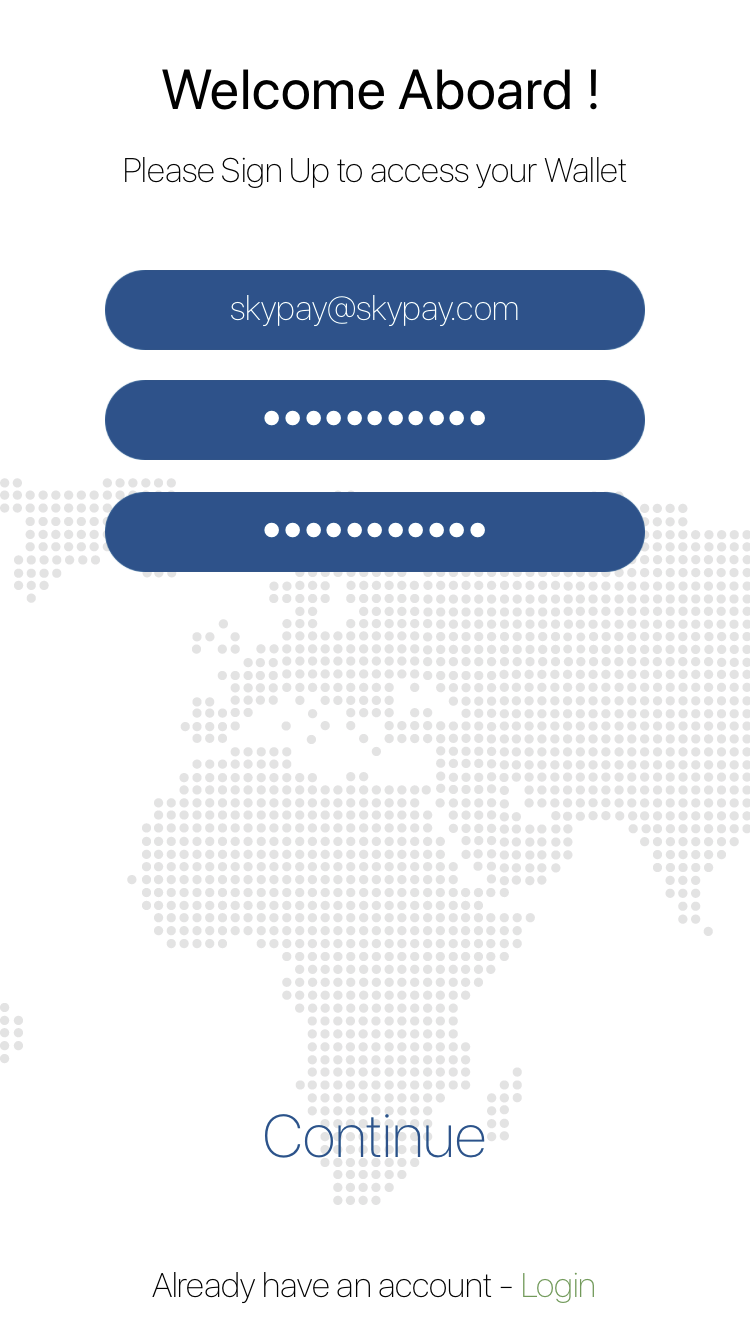 Welcome Aboard !
Please Sign Up to access your Wallet
skypay@skypay.com
●●●●●●●●●●●
●●●●●●●●●●●
Continue
Already have an account - Login